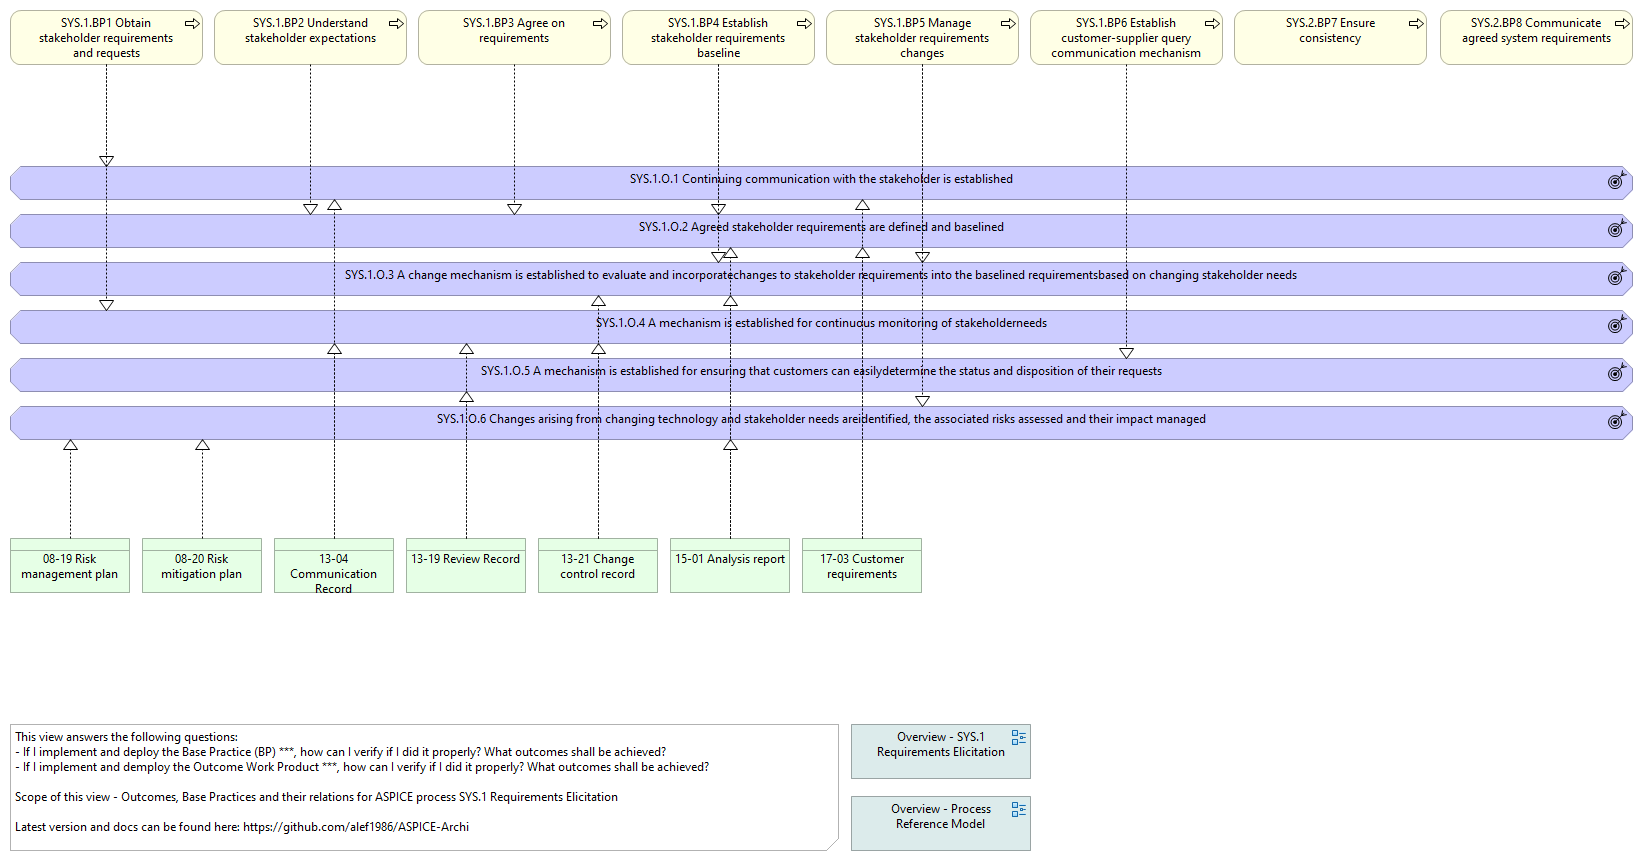 SYS.1.BP1 Obtain
stakeholder requirements
and requests
SYS.1.BP2 Understand
stakeholder expectations
SYS.1.BP3 Agree on
requirements
SYS.1.BP4 Establish
stakeholder requirements
baseline
SYS.1.BP5 Manage
stakeholder requirements
changes
SYS.1.BP6 Establish
customer-supplier query
communication mechanism
SYS.2.BP7 Ensure
consistency
SYS.2.BP8 Communicate
agreed system requirements
SYS.1.O.1 Continuing communication with the stakeholder is established
SYS.1.O.2 Agreed stakeholder requirements are defined and baselined
SYS.1.O.3 A change mechanism is established to evaluate and incorporatechanges to stakeholder requirements into the baselined requirementsbased on changing stakeholder needs
SYS.1.O.4 A mechanism is established for continuous monitoring of stakeholderneeds
SYS.1.O.5 A mechanism is established for ensuring that customers can easilydetermine the status and disposition of their requests
SYS.1.O.6 Changes arising from changing technology and stakeholder needs areidentified, the associated risks assessed and their impact managed
08-19 Risk
management plan
08-20 Risk
mitigation plan
13-04
Communication
Record
13-19 Review Record
13-21 Change
control record
15-01 Analysis report
17-03 Customer
requirements
This view answers the following questions:
- If I implement and deploy the Base Practice (BP) ***, how can I verify if I did it properly? What outcomes shall be achieved?
- If I implement and demploy the Outcome Work Product ***, how can I verify if I did it properly? What outcomes shall be achieved?
Scope of this view - Outcomes, Base Practices and their relations for ASPICE process SYS.1 Requirements Elicitation
Latest version and docs can be found here: https://github.com/alef1986/ASPICE-Archi
Overview - SYS.1
Requirements Elicitation
Overview - Process
Reference Model